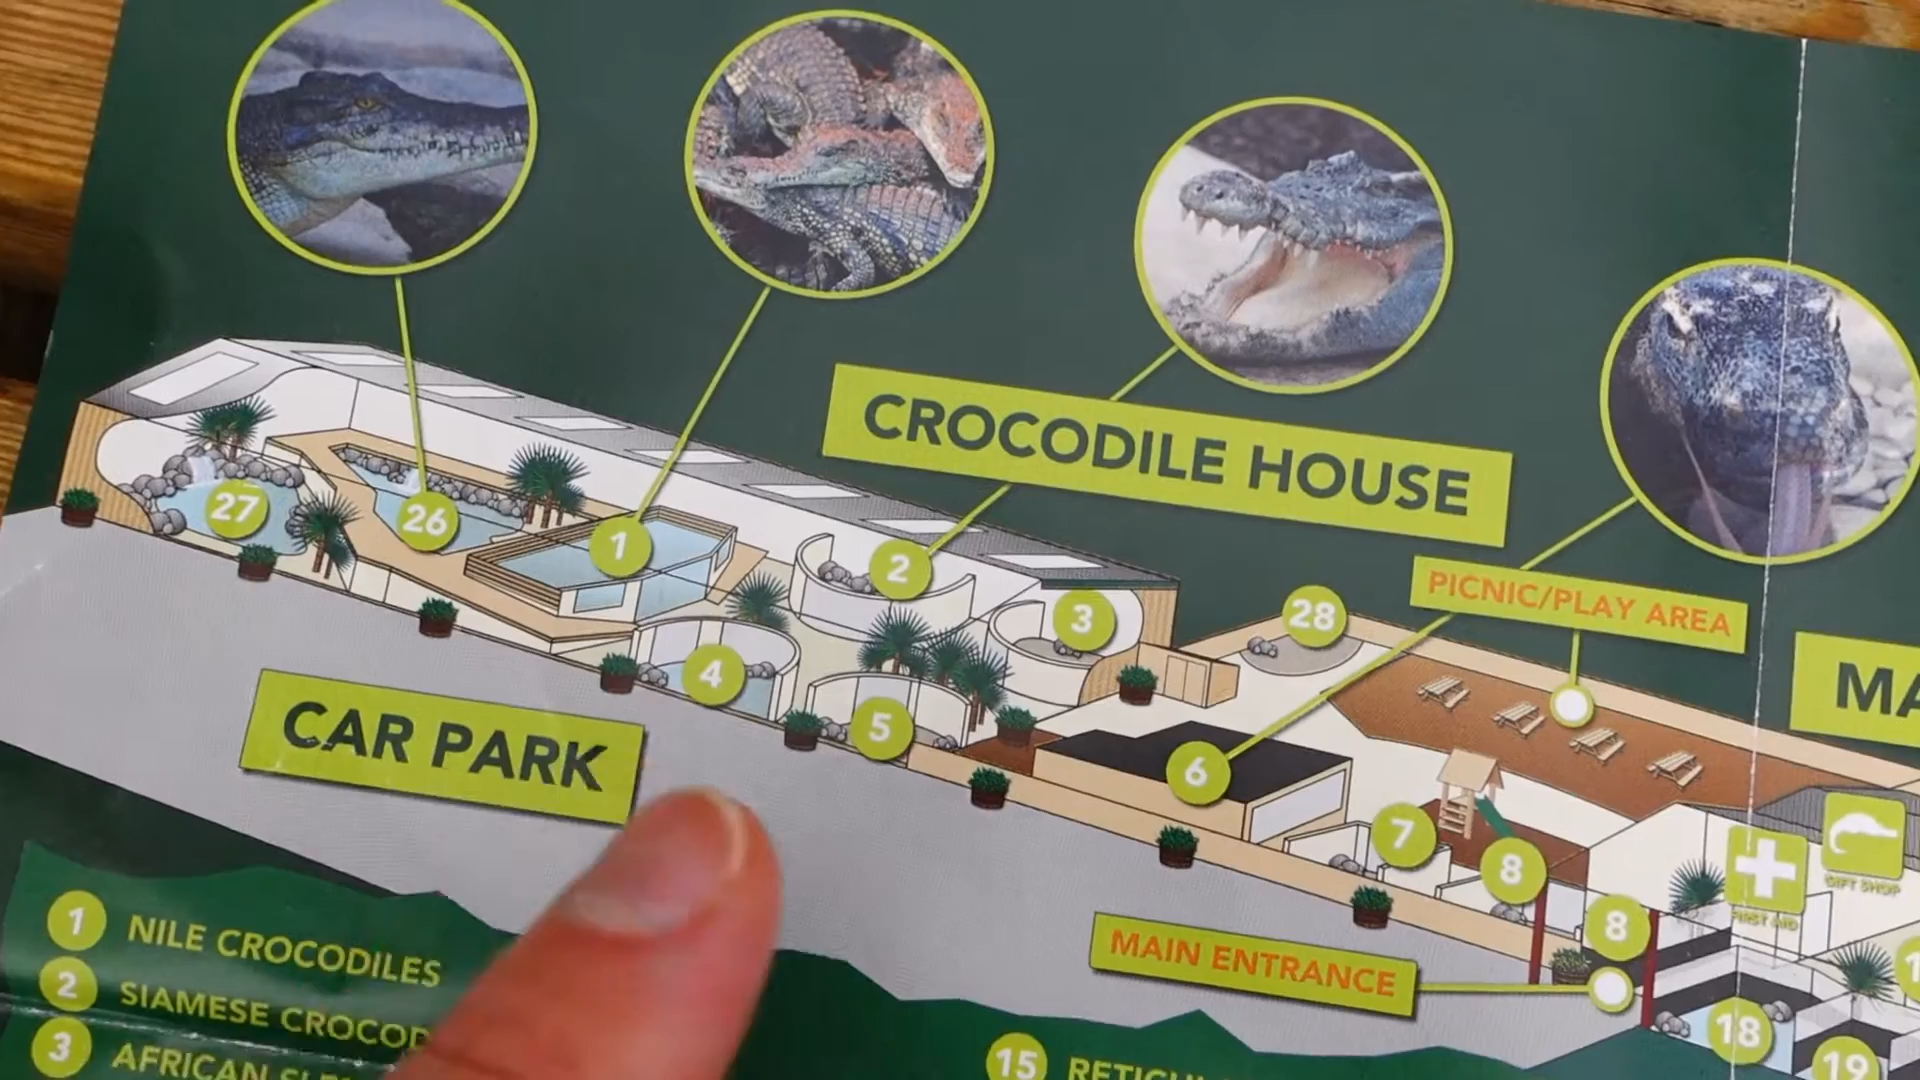 CROCODILE HOUSE
27
26
1
2
3
28
PICNIC/PLAY AREA
4
5
6
MA
CAR PARK
7
8
GIFT SHOP
FIRST AID
8
MAIN ENTRANCE
18
19
1 NILE CROCODILES
2 SIAMESE CROCOD
3 AFRICAN
15